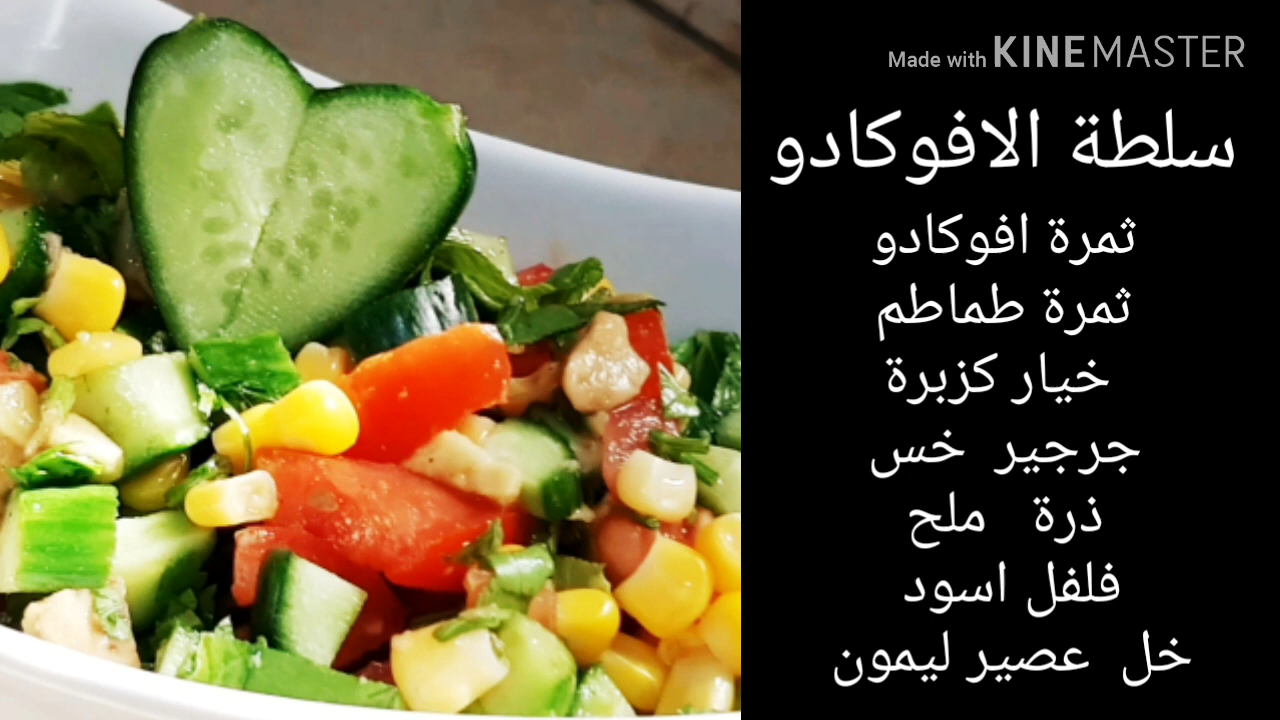 Made with KINEMASTER
سلطة الافوكادو
ثمرة افوكادو
ثمرة طماطم
خيار كزبرة
جرجير خس
ذرة ملح
فلفل اسود
خل عصير ليمون